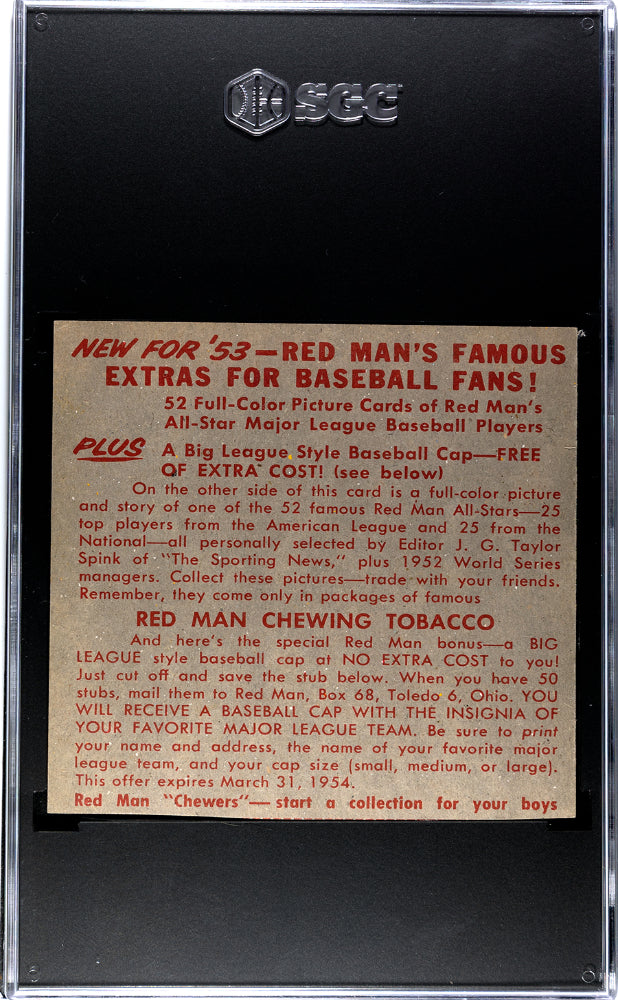 SGC
NEW FOR '53—RED MAN'S FAMOUS
EXTRAS FOR BASEBALL FANS!
52 Full-Color Picture Cards of Red Man's
All-Star Major League Baseball Players
PLUS A Big League Style Baseball Cap—FREE
OF EXTRA COST! (see below)
On the other side of this card is a full-color picture
and story of one of the 52 famous Red Man All-Stars—25
top players from the American League and 25 from the
National—all personally selected by Editor J. G. Taylor
Spink of "The Sporting News," plus 1952 World Series
managers. Collect these pictures—trade with your friends.
Remember, they come only in packages of famous
RED MAN CHEWING TOBACCO
And here's the special Red Man bonus—a BIG
LEAGUE style baseball cap at NO EXTRA COST to you!
Just cut off and save the stub below. When you have 50
stubs, mail them to Red Man, Box 68, Toledo 6, Ohio. YOU
WILL RECEIVE A BASEBALL CAP WITH THE INSIGNIA OF
YOUR FAVORITE MAJOR LEAGUE TEAM. Be sure to print
your name and address, the name of your favorite major
league team, and your cap size (small, medium, or large).
This offer expires March 31, 1954.
Red Man "Chewers"—start a collection for your boys